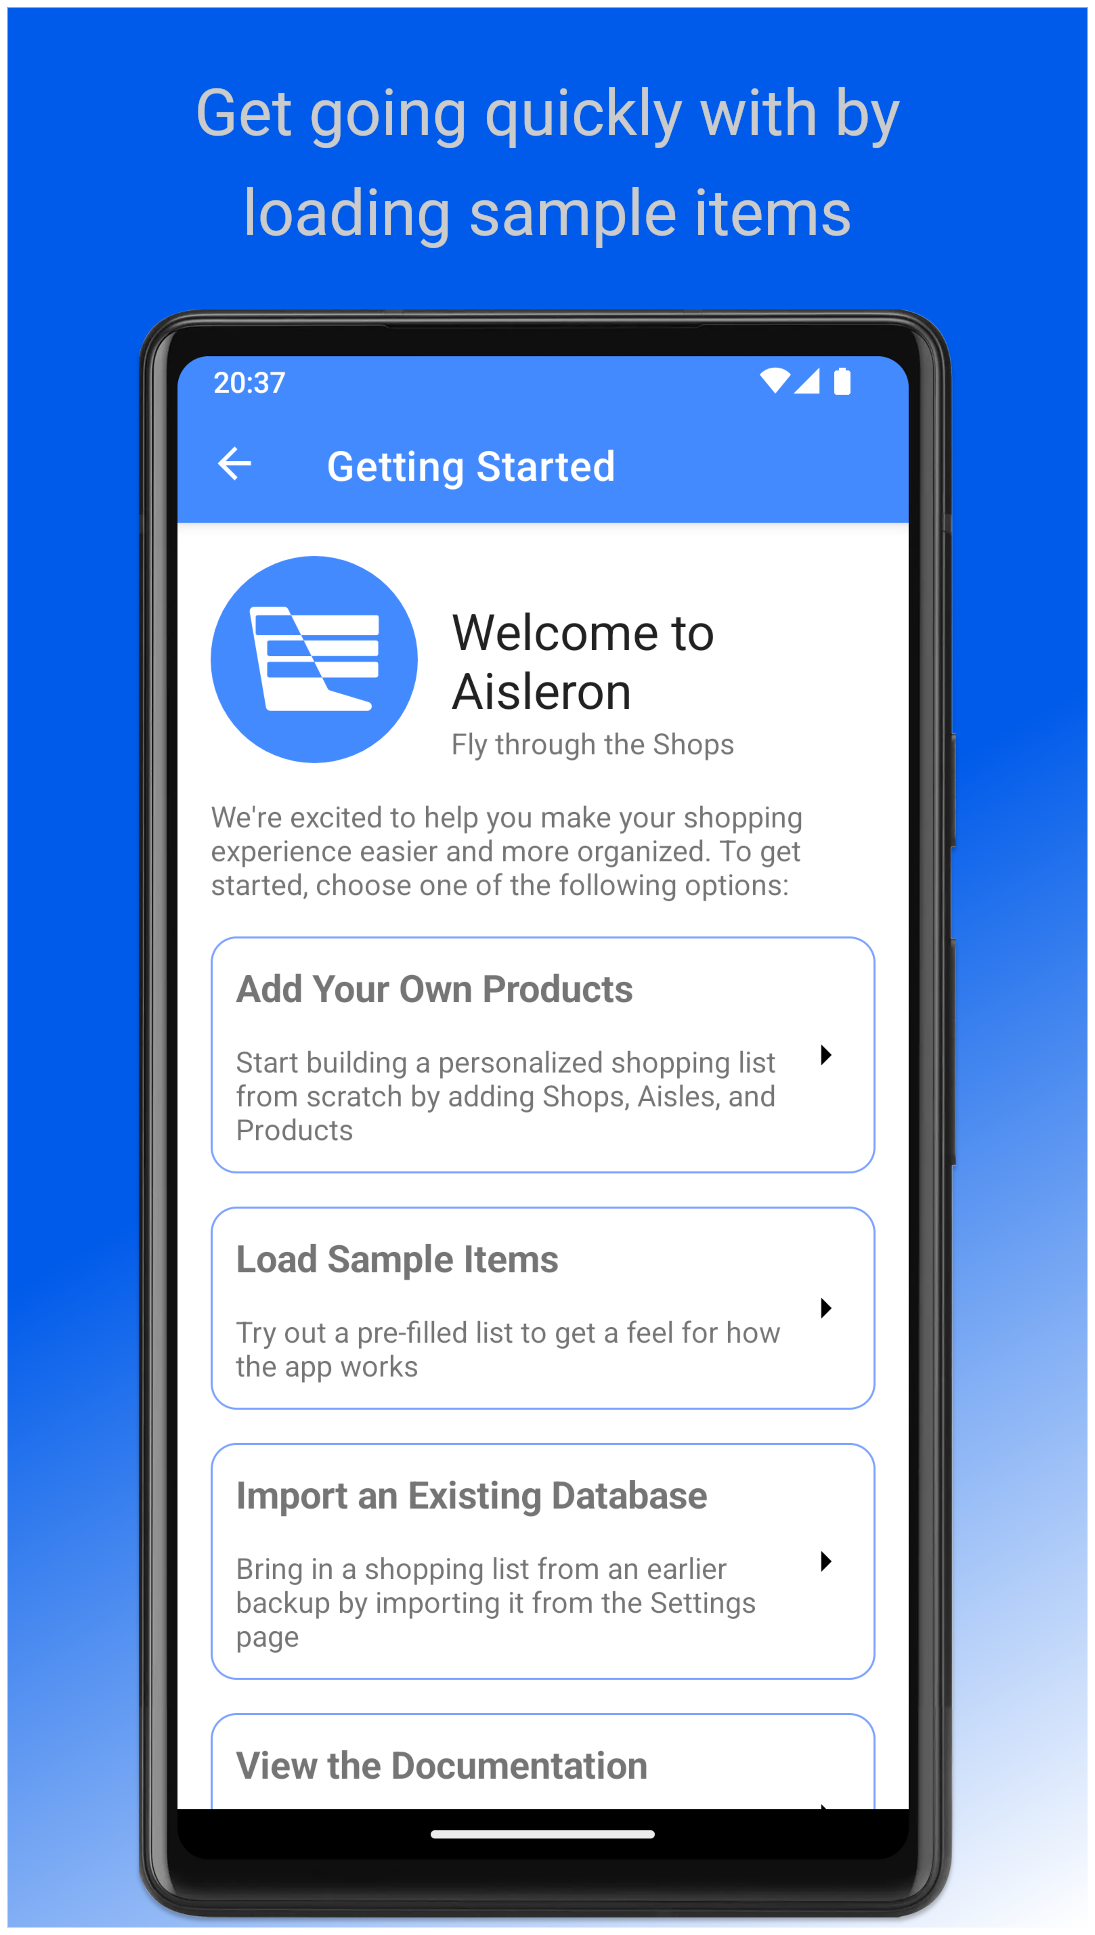 Get going quickly with by
loading sample items
20:37
Getting Started
Welcome to
Aisleron
Fly through the Shops
We're excited to help you make your shopping
experience easier and more organized. To get
started, choose one of the following options:
Add Your Own Products
Start building a personalized shopping list
from scratch by adding Shops, Aisles, and
Products
Load Sample Items
Try out a pre-filled list to get a feel for how
the app works
Import an Existing Database
Bring in a shopping list from an earlier
backup by importing it from the Settings
page
View the Documentation